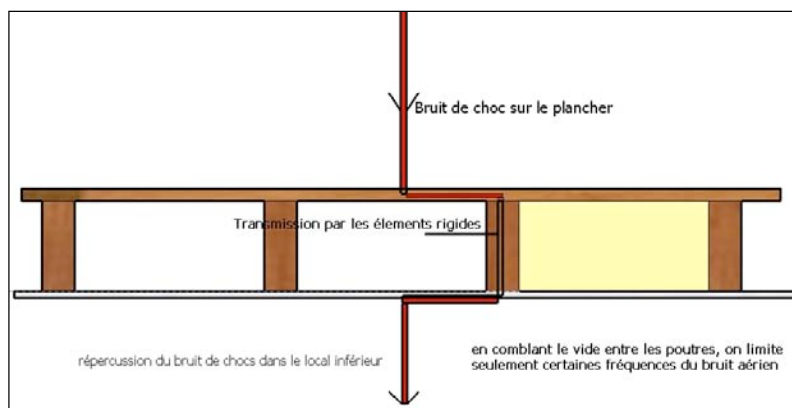 Bruit de choc sur le plancher
Transmission par les élements rigides
répercussion du bruit de chocs dans le local inférieur
en comblant le vide entre les poutres, on limite
seulement certaines fréquences du bruit aérien